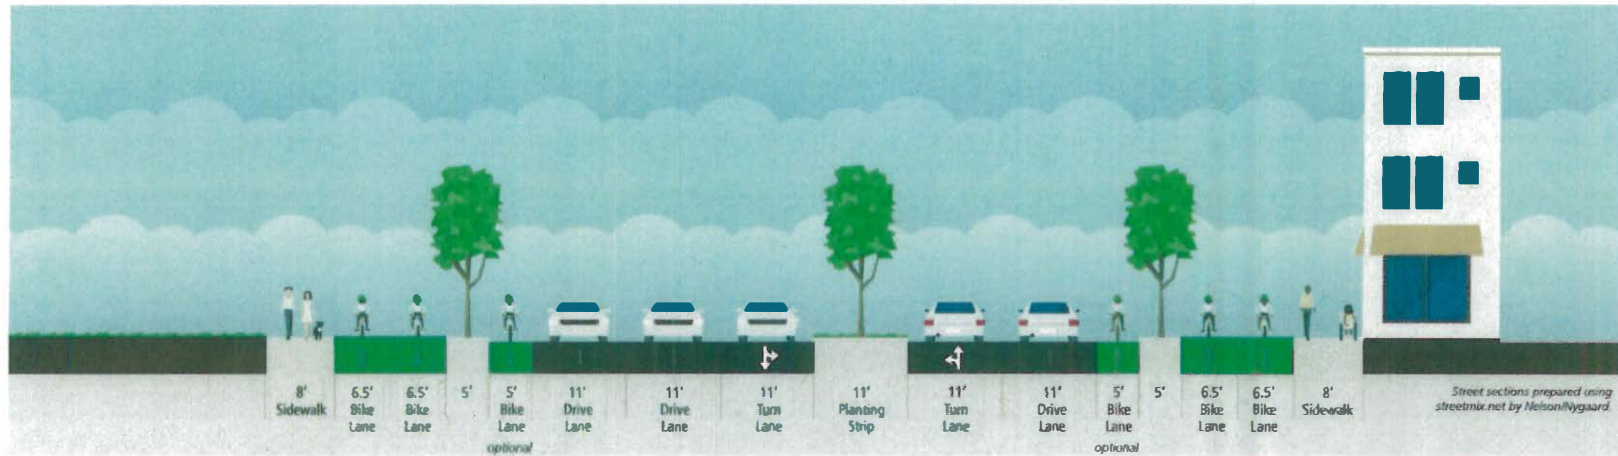 8'
Sidewalk
6.5'
Bike
Lane
6.5'
Bike
Lane
5'
5'
Bike
Lane
optional
11'
Drive
Lane
11'
Drive
Lane
11'
Turn
Lane
11'
Planting
Strip
11'
Turn
Lane
11'
Drive
Lane
5'
Bike
Lane
optional
5'
6.5'
Bike
Lane
6.5'
Bike
Lane
8'
Sidewalk
Street sections prepared using
streetmix.net by Nelson/Nygaard.